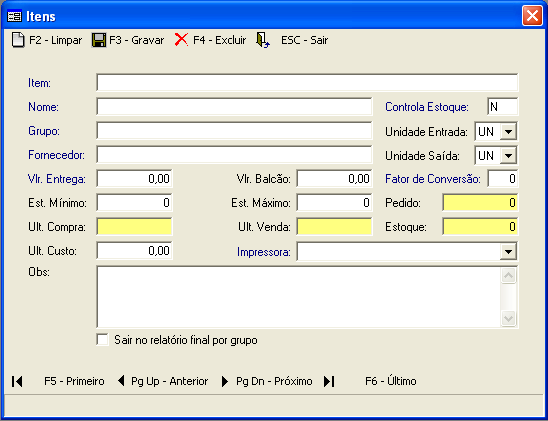 Itens
F2 - Limpar F3 - Gravar F4 - Excluir ESC - Sair
Item:
Nome: Controla Estoque: N
Grupo: Unidade Entrada: UN
Fornecedor: Unidade Saída: UN
Vlr. Entrega: 0,00 Vlr. Balcão: 0,00 Fator de Conversão: 0
Est. Mínimo: 0 Est. Máximo: 0 Pedido: 0
Ult. Compra: Ult. Venda: Estoque: 0
Ult. Custo: 0,00 Impressora:
Obs:
Sair no relatório final por grupo
F5 - Primeiro Pg Up - Anterior Pg Dn - Próximo F6 - Último